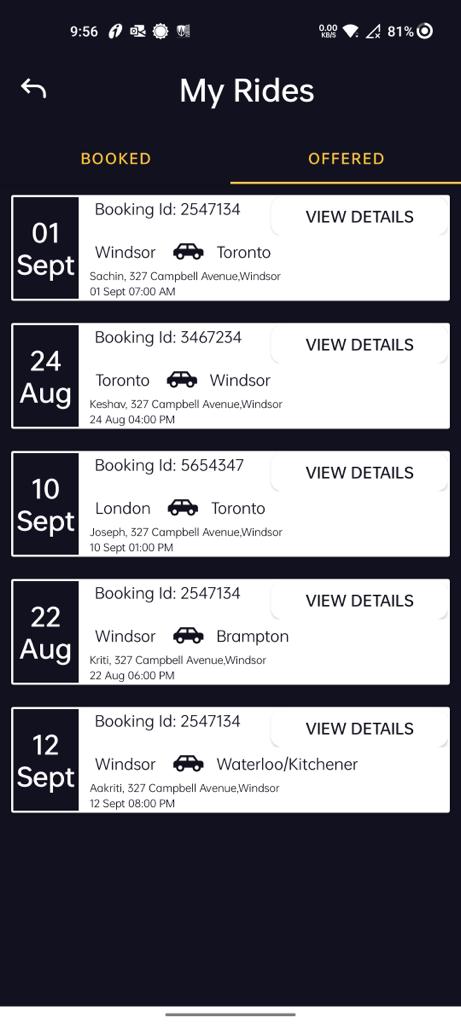 9:56 0.00 KB/S 81%
My Rides
BOOKED OFFERED
01 Sept
Booking Id: 2547134 VIEW DETAILS
Windsor Toronto
Sachin, 327 Campbell Avenue,Windsor
01 Sept 07:00 AM
24 Aug
Booking Id: 3467234 VIEW DETAILS
Toronto Windsor
Keshav, 327 Campbell Avenue,Windsor
24 Aug 04:00 PM
10 Sept
Booking Id: 5654347 VIEW DETAILS
London Toronto
Joseph, 327 Campbell Avenue,Windsor
10 Sept 01:00 PM
22 Aug
Booking Id: 2547134 VIEW DETAILS
Windsor Brampton
Kriti, 327 Campbell Avenue,Windsor
22 Aug 06:00 PM
12 Sept
Booking Id: 2547134 VIEW DETAILS
Windsor Waterloo/Kitchener
Aakriti, 327 Campbell Avenue,Windsor
12 Sept 08:00 PM